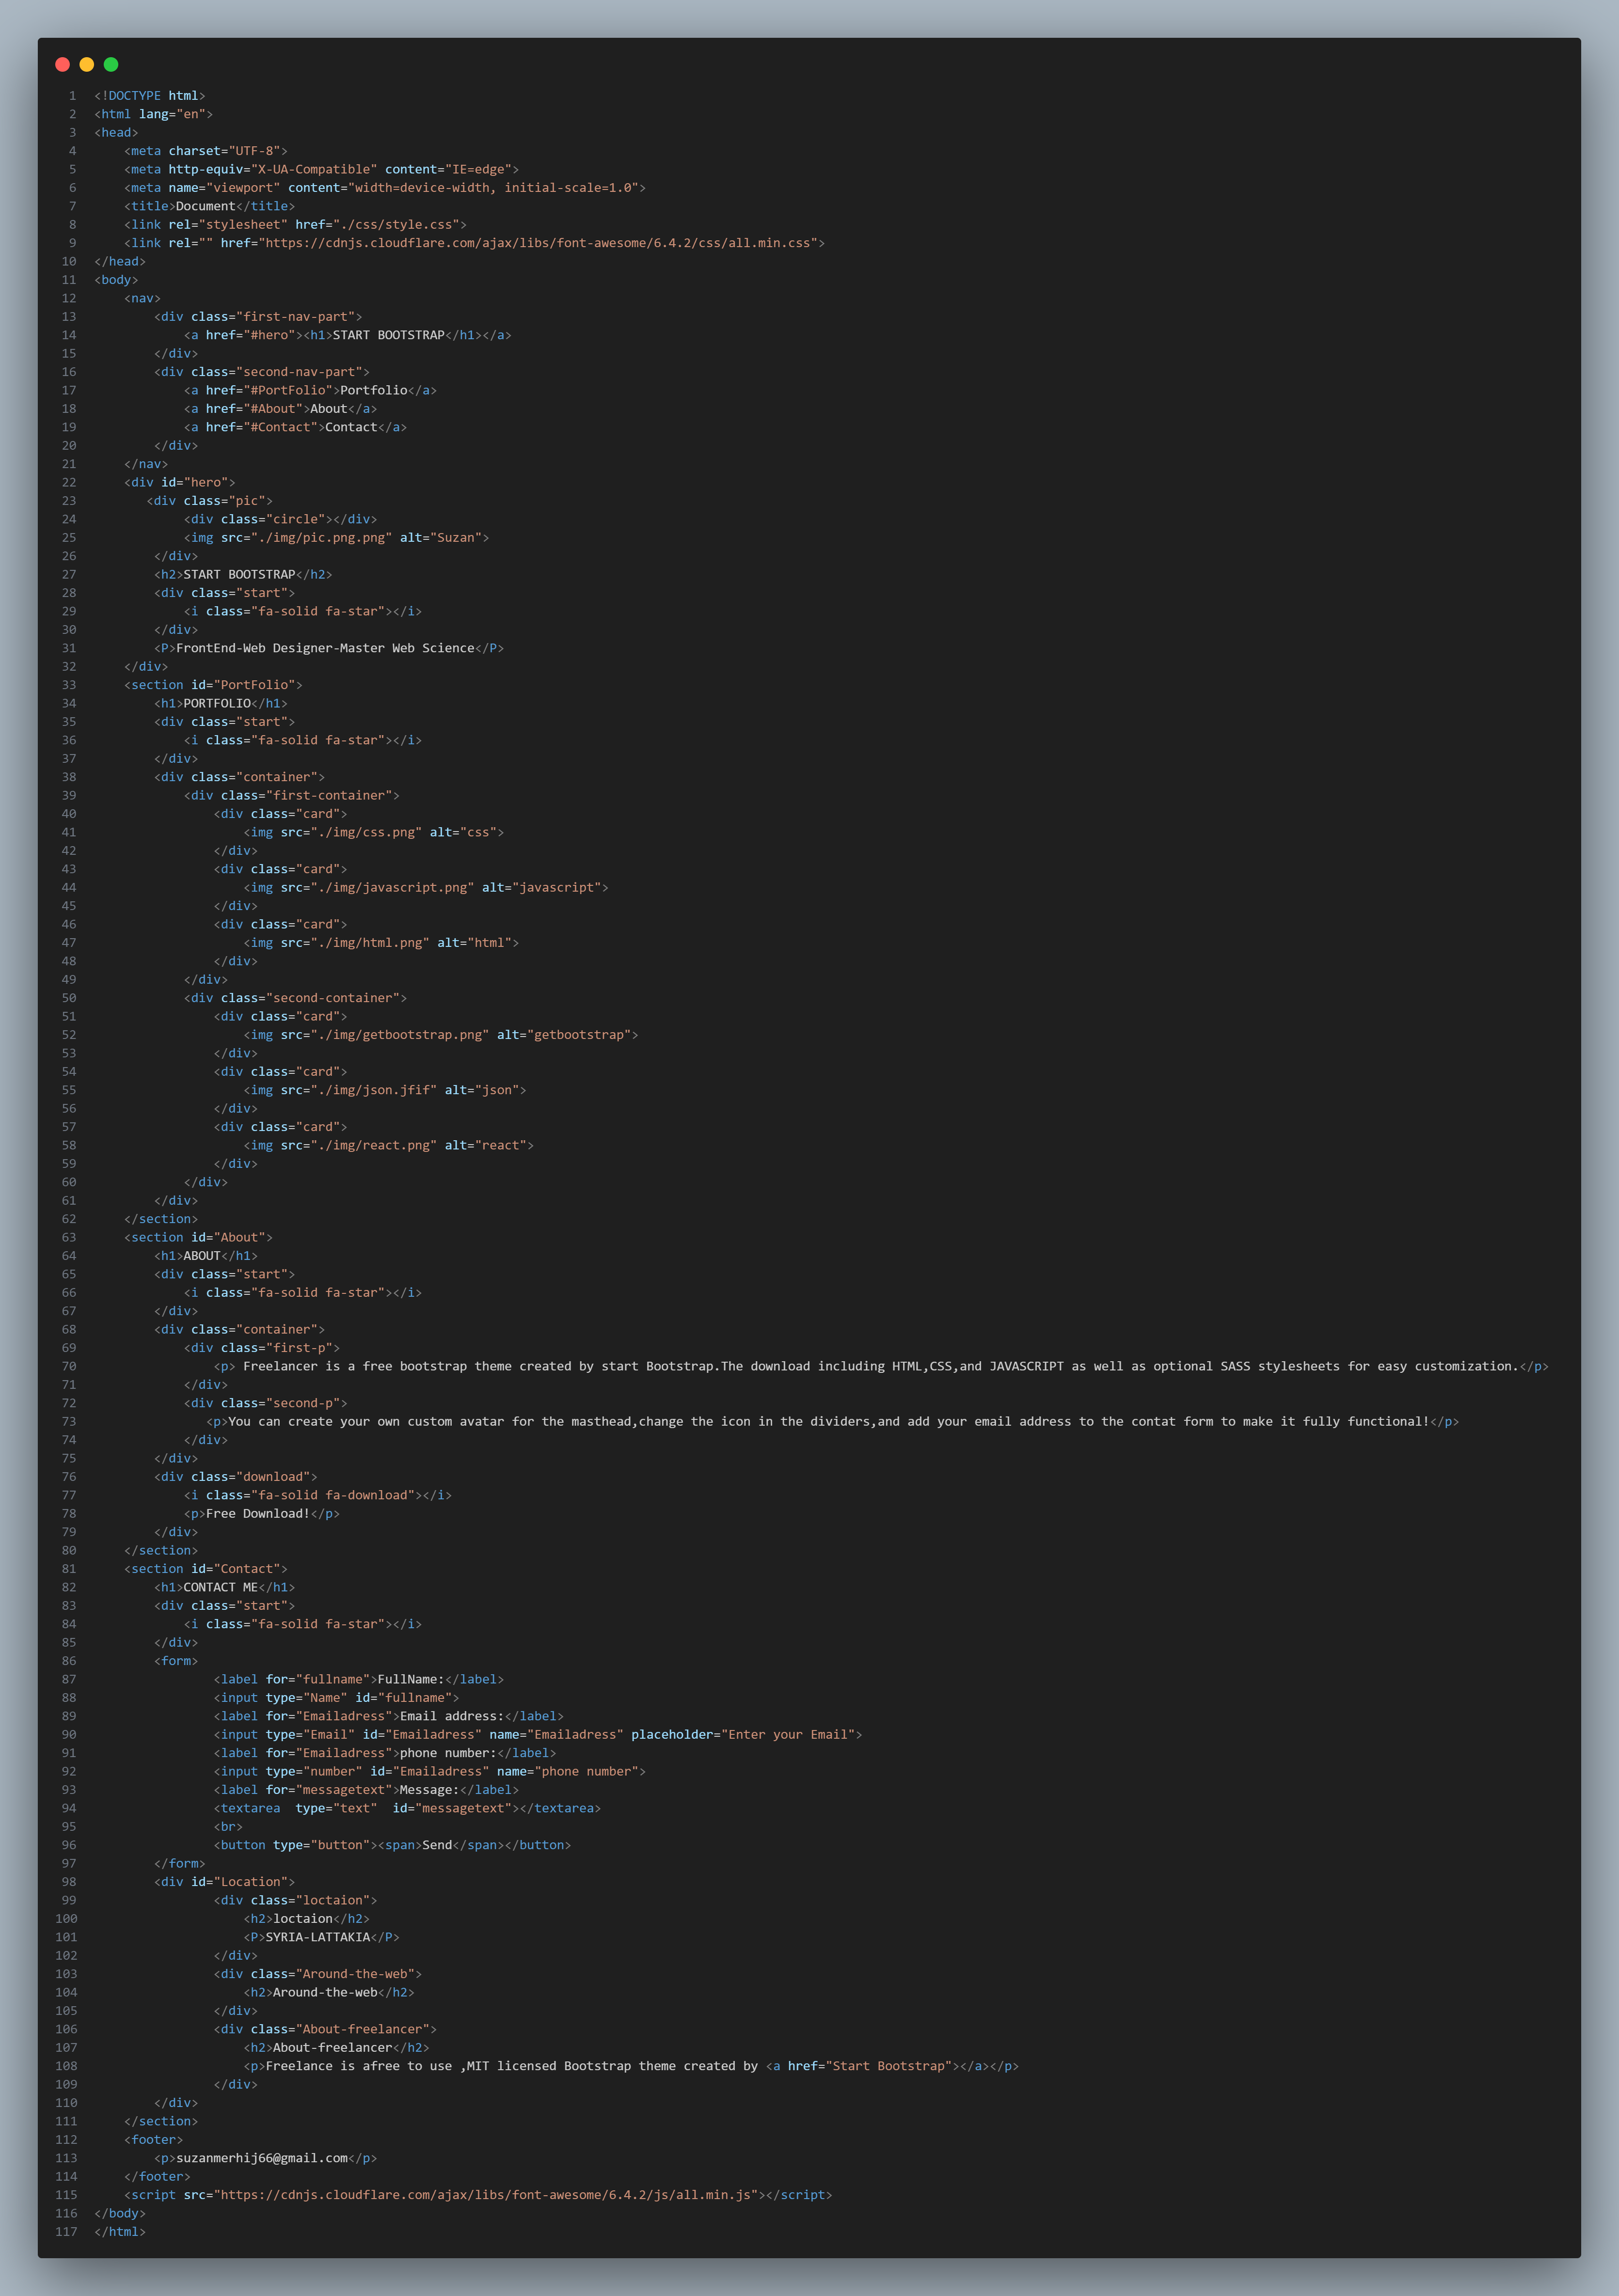 1 <!DOCTYPE html>
2 <html lang="en">
3 <head>
4     <meta charset="UTF-8">
5     <meta http-equiv="X-UA-Compatible" content="IE=edge">
6     <meta name="viewport" content="width=device-width, initial-scale=1.0">
7     <title>Document</title>
8     <link rel="stylesheet" href="./css/style.css">
9     <link rel="" href="https://cdnjs.cloudflare.com/ajax/libs/font-awesome/6.4.2/css/all.min.css">
10 </head>
11 <body>
12     <nav>
13         <div class="first-nav-part">
14             <a href="#hero"><h1>START BOOTSTRAP</h1></a>
15         </div>
16         <div class="second-nav-part">
17             <a href="#PortFolio">Portfolio</a>
18             <a href="#About">About</a>
19             <a href="#Contact">Contact</a>
20         </div>
21     </nav>
22     <div id="hero">
23        <div class="pic">
24             <div class="circle"></div>
25             <img src="./img/pic.png.png" alt="Suzan">
26         </div>
27         <h2>START BOOTSTRAP</h2>
28         <div class="start">
29             <i class="fa-solid fa-star"></i>
30         </div>
31         <P>FrontEnd-Web Designer-Master Web Science</P>
32     </div>
33     <section id="PortFolio">
34         <h1>PORTFOLIO</h1>
35         <div class="start">
36             <i class="fa-solid fa-star"></i>
37         </div>
38         <div class="container">
39             <div class="first-container">
40                 <div class="card">
41                     <img src="./img/css.png" alt="css">
42                 </div>
43                 <div class="card">
44                     <img src="./img/javascript.png" alt="javascript">
45                 </div>
46                 <div class="card">
47                     <img src="./img/html.png" alt="html">
48                 </div>
49             </div>
50             <div class="second-container">
51                 <div class="card">
52                     <img src="./img/getbootstrap.png" alt="getbootstrap">
53                 </div>
54                 <div class="card">
55                     <img src="./img/json.jfif" alt="json">
56                 </div>
57                 <div class="card">
58                     <img src="./img/react.png" alt="react">
59                 </div>
60             </div>
61         </div>
62     </section>
63     <section id="About">
64         <h1>ABOUT</h1>
65         <div class="start">
66             <i class="fa-solid fa-star"></i>
67         </div>
68         <div class="container">
69             <div class="first-p">
70                 <p> Freelancer is a free bootstrap theme created by start Bootstrap.The download including HTML,CSS,and JAVASCRIPT as well as optional SASS stylesheets for easy customization.</p>
71             </div>
72             <div class="second-p">
73                <p>You can create your own custom avatar for the masthead,change the icon in the dividers,and add your email address to the contat form to make it fully functional!</p>
74             </div>
75         </div>
76         <div class="download">
77             <i class="fa-solid fa-download"></i>
78             <p>Free Download!</p>
79         </div>
80     </section>
81     <section id="Contact">
82         <h1>CONTACT ME</h1>
83         <div class="start">
84             <i class="fa-solid fa-star"></i>
85         </div>
86         <form>
87                 <label for="fullname">FullName:</label>
88                 <input type="Name" id="fullname">
89                 <label for="Emailadress">Email address:</label>
90                 <input type="Email" id="Emailadress" name="Emailadress" placeholder="Enter your Email">
91                 <label for="Emailadress">phone number:</label>
92                 <input type="number" id="Emailadress" name="phone number">
93                 <label for="messagetext">Message:</label>
94                 <textarea  type="text"  id="messagetext"></textarea>
95                 <br>
96                 <button type="button"><span>Send</span></button>
97         </form>
98         <div id="Location">
99                 <div class="loctaion">
100                     <h2>loctaion</h2>
101                     <P>SYRIA-LATTAKIA</P>
102                 </div>
103                 <div class="Around-the-web">
104                     <h2>Around-the-web</h2>
105                 </div>
106                 <div class="About-freelancer">
107                     <h2>About-freelancer</h2>
108                     <p>Freelance is afree to use ,MIT licensed Bootstrap theme created by <a href="Start Bootstrap"></a></p>
109                 </div>
110         </div>
111     </section>
112     <footer>
113         <p>suzanmerhij66@gmail.com</p>
114     </footer>
115     <script src="https://cdnjs.cloudflare.com/ajax/libs/font-awesome/6.4.2/js/all.min.js"></script>
116 </body>
117 </html>